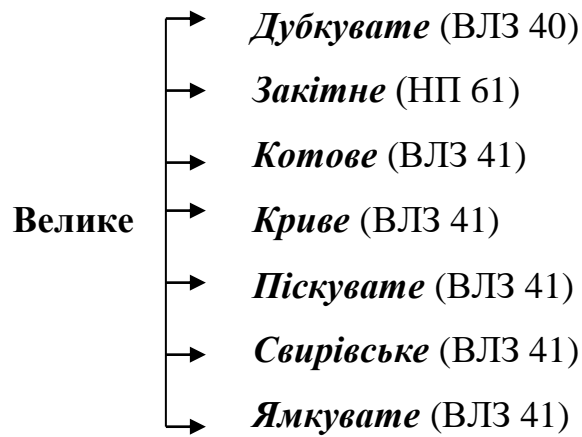 Дубкувате (ВЛЗ 40)
Закітне (НП 61)
Котове (ВЛЗ 41)
Велике
Криве (ВЛЗ 41)
Піскувате (ВЛЗ 41)
Свирівське (ВЛЗ 41)
Ямкувате (ВЛЗ 41)